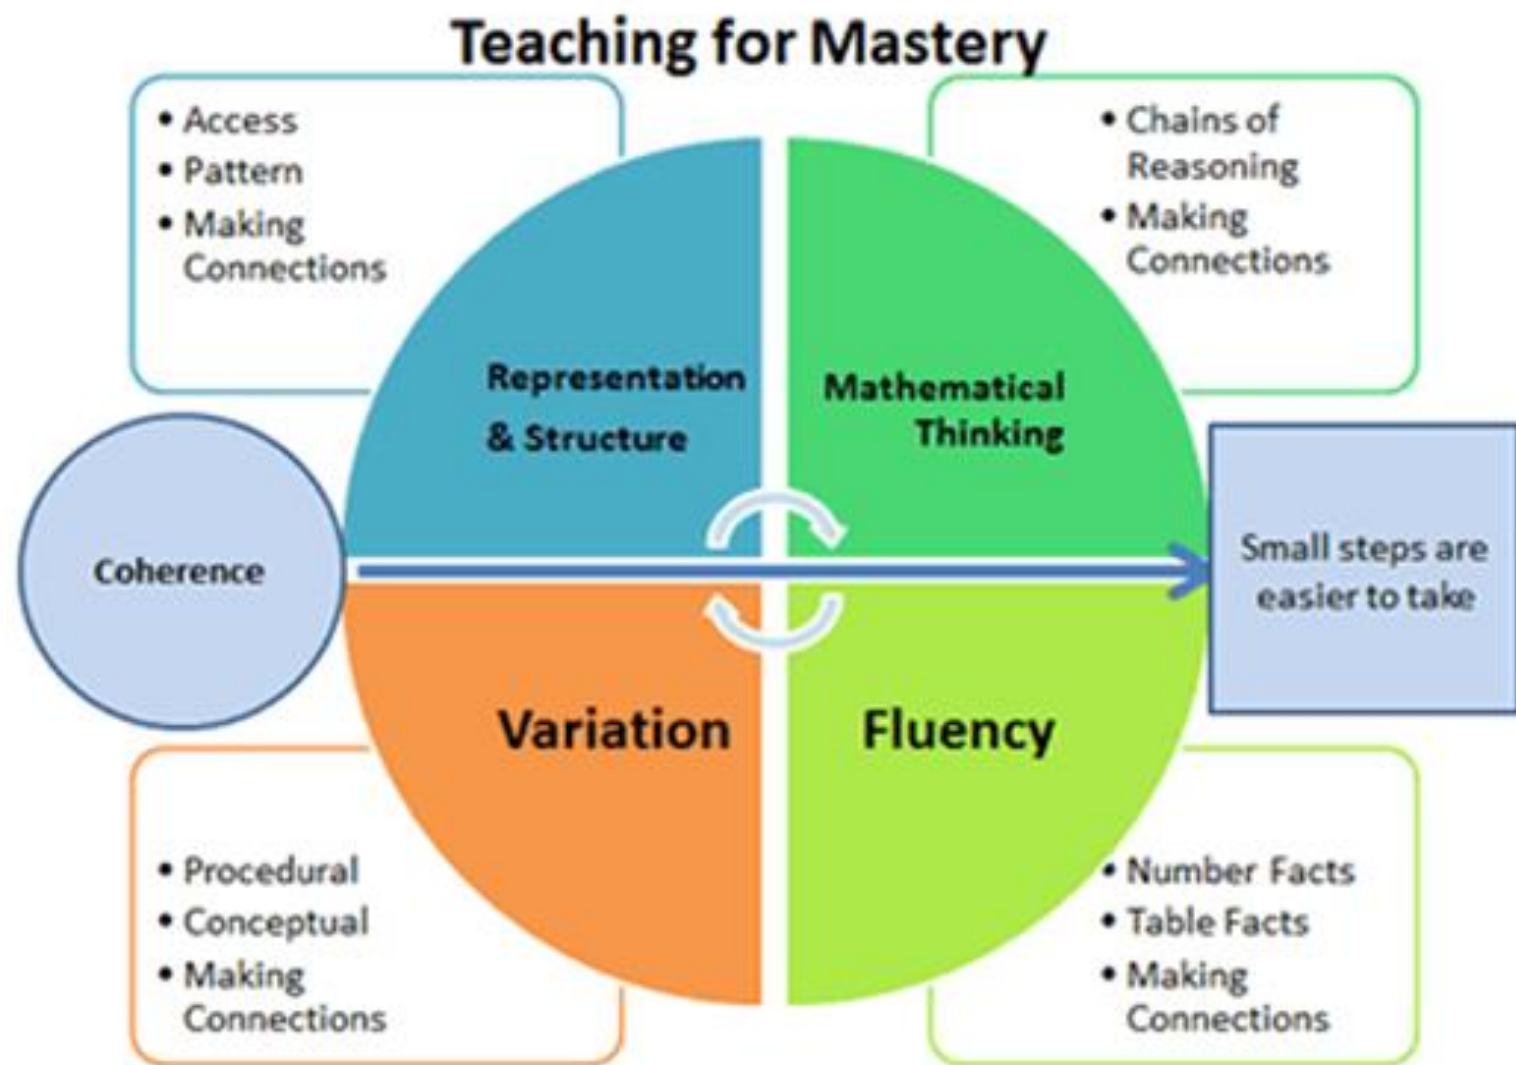 Teaching for Mastery
• Access
• Pattern
• Making
Connections
• Chains of
Reasoning
• Making
Connections
Representation
& Structure
Mathematical
Thinking
Coherence
Small steps are
easier to take
Variation
Fluency
• Procedural
• Conceptual
• Making
Connections
• Number Facts
• Table Facts
• Making
Connections